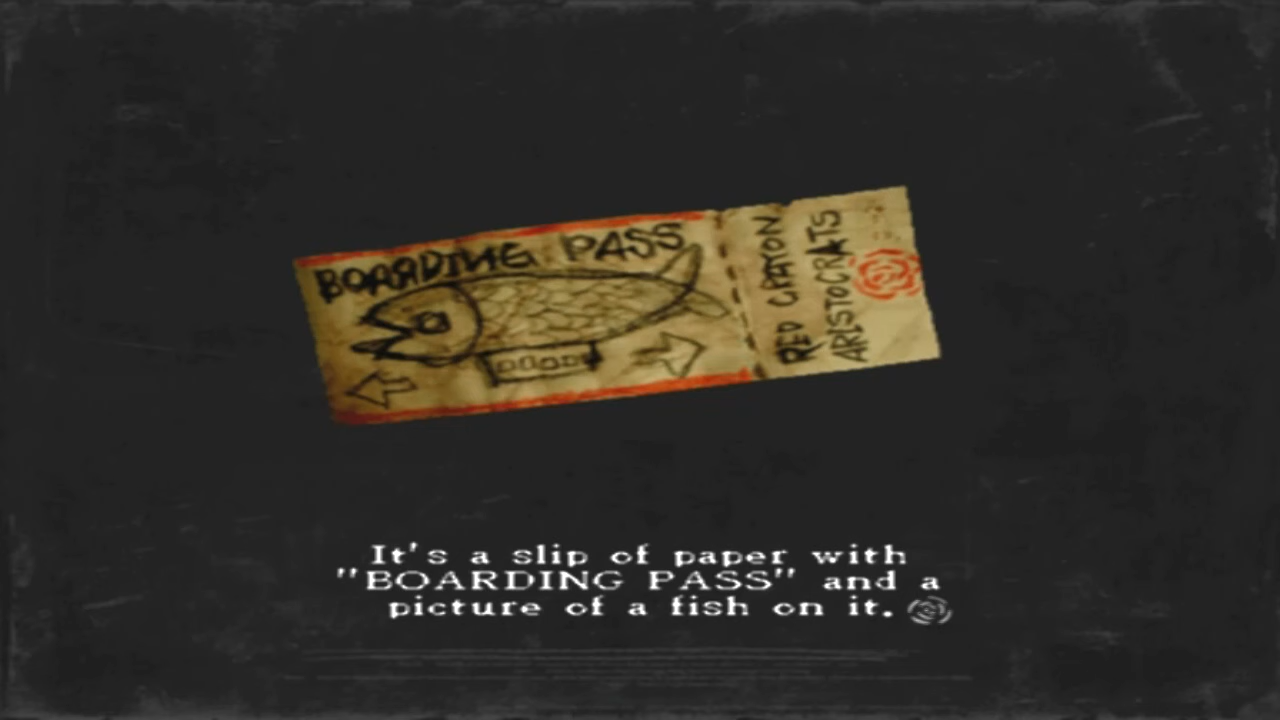 BOARDING PASS
RED CRAYON
ARISTOCRATS
It's a slip of paper with
"BOARDING PASS" and a
picture of a fish on it.